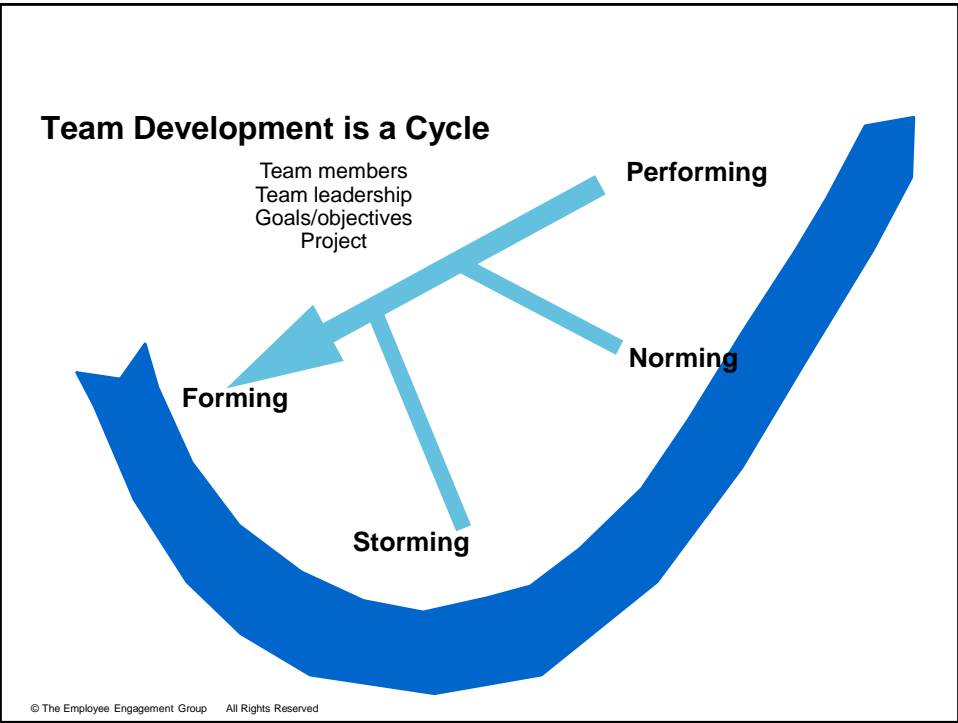 Team Development is a Cycle
Team members
Team leadership
Goals/objectives
Project
Performing
Norming
Forming
Storming
© The Employee Engagement Group All Rights Reserved